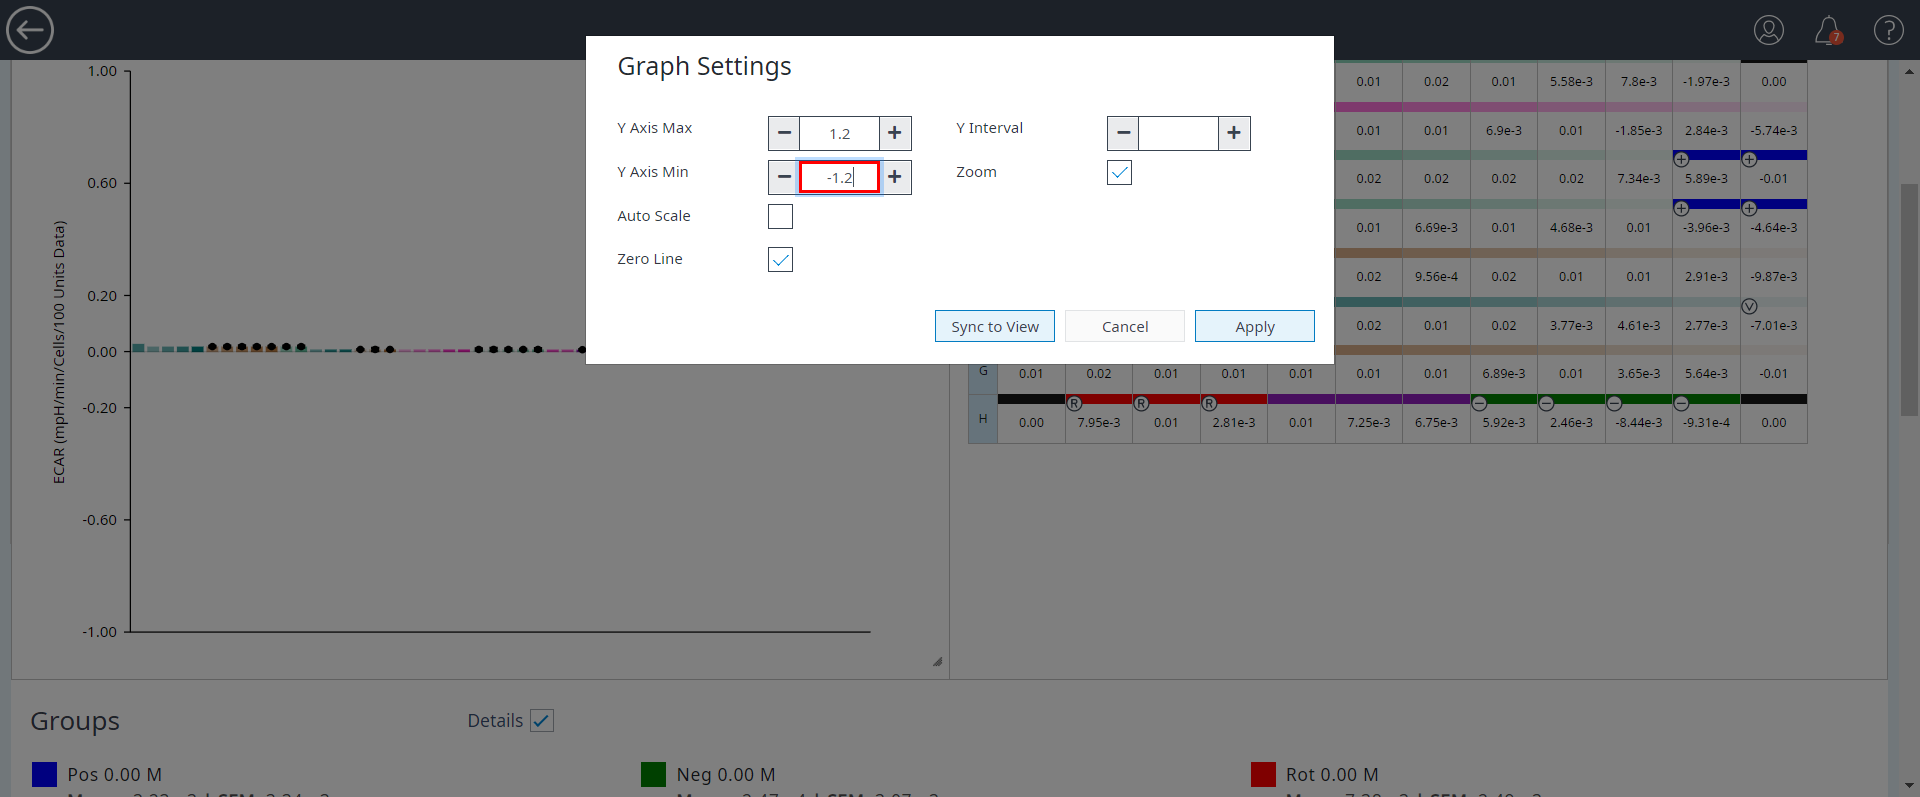 7
?
Graph Settings
Y Axis Max
1.2
Y Interval
Y Axis Min
-1.2
Zoom
Auto Scale
Zero Line
Sync to View
Cancel
Apply
ECAR (mpH/min/Cells/100 Units Data)
1.00
0.60
0.20
0.00
-0.20
-0.60
-1.00
0.01 0.02 0.01 5.58e-3 7.8e-3 -1.97e-3 0.00
0.01 0.01 6.9e-3 0.01 -1.85e-3 2.84e-3 -5.74e-3
0.02 0.02 0.02 0.02 7.34e-3 5.89e-3 -0.01
0.01 6.69e-3 0.01 4.68e-3 0.01 -3.96e-3 -4.64e-3
0.02 9.56e-4 0.02 0.01 0.01 2.91e-3 -9.87e-3
V
0.02 0.01 0.02 3.77e-3 4.61e-3 2.77e-3 -7.01e-3
G 0.01 0.02 0.01 0.01 0.01 0.01 0.01 6.89e-3 0.01 3.65e-3 5.64e-3 -0.01
R R R
H 0.00 7.95e-3 0.01 2.81e-3 0.01 7.25e-3 6.75e-3 5.92e-3 2.46e-3 -8.44e-3 -9.31e-4 0.00
Groups
Details
Pos 0.00 M
Neg 0.00 M
Rot 0.00 M